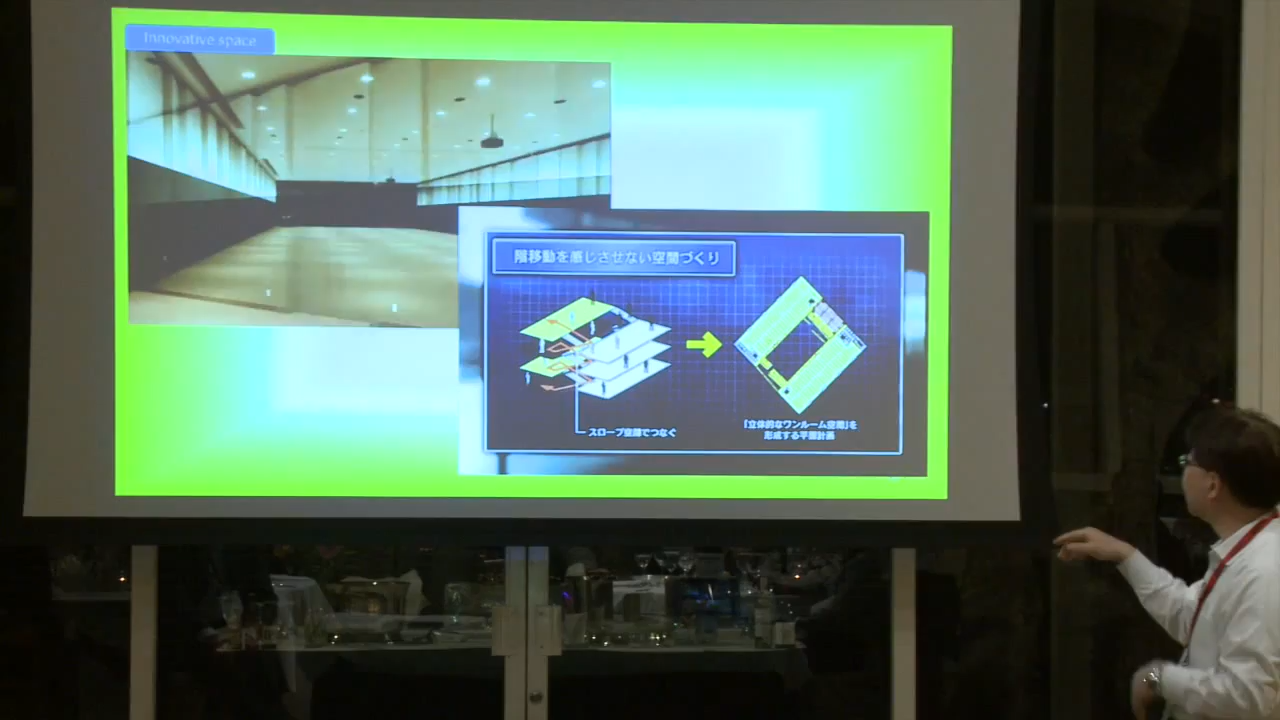 Innovative space
階移動を感じさせない空間づくり
スロープ空間でつなぐ
「立体的なワンルーム空間」を
形成する平面計画